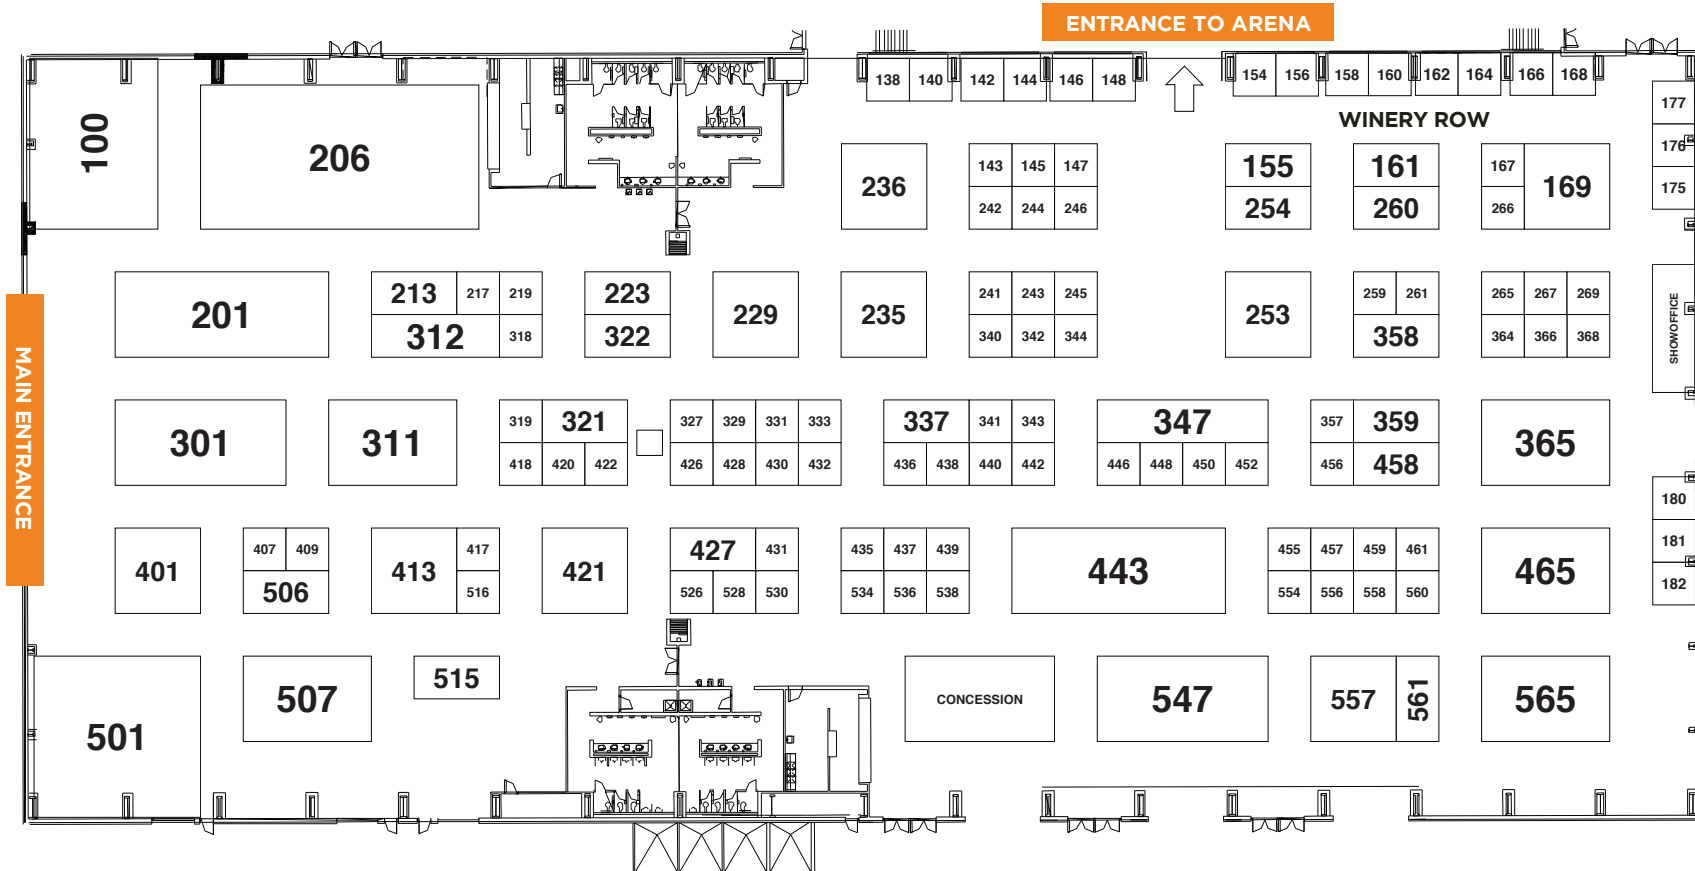 ENTRANCE TO ARENA
138 140 142 144 146 148 154 156 158 160 162 164 166 168
177
WINERY ROW
100 206 236 143 145 147 155 161 167 169 176
242 244 246 254 260 266 175
201 213 217 219 223 229 235 241 243 245 253 259 261 265 267 269
312 318 322 340 342 344 358 364 366 368
SHOWOFFICE
MAIN ENTRANCE
301 311 319 321 327 329 331 333 337 341 343 347 357 359 365
418 420 422 426 428 430 432 436 438 440 442 446 448 450 452 456 458
180
401 407 409 413 417 421 427 431 435 437 439 443 455 457 459 461 465 181
506 516 526 528 530 534 536 538 554 556 558 560 182
501 507 515 CONCESSION 547 557 561 565